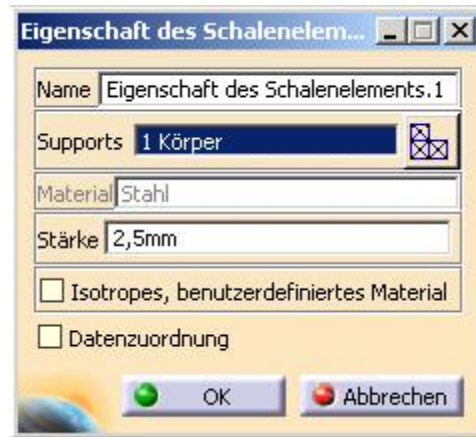 Eigenschaft des Schalenelem...
Name Eigenschaft des Schalenelements.1
Supports 1 Körper
Material Stahl
Stärke 2,5mm
Isotropes, benutzerdefiniertes Material
Datenzuordnung
OK Abbrechen